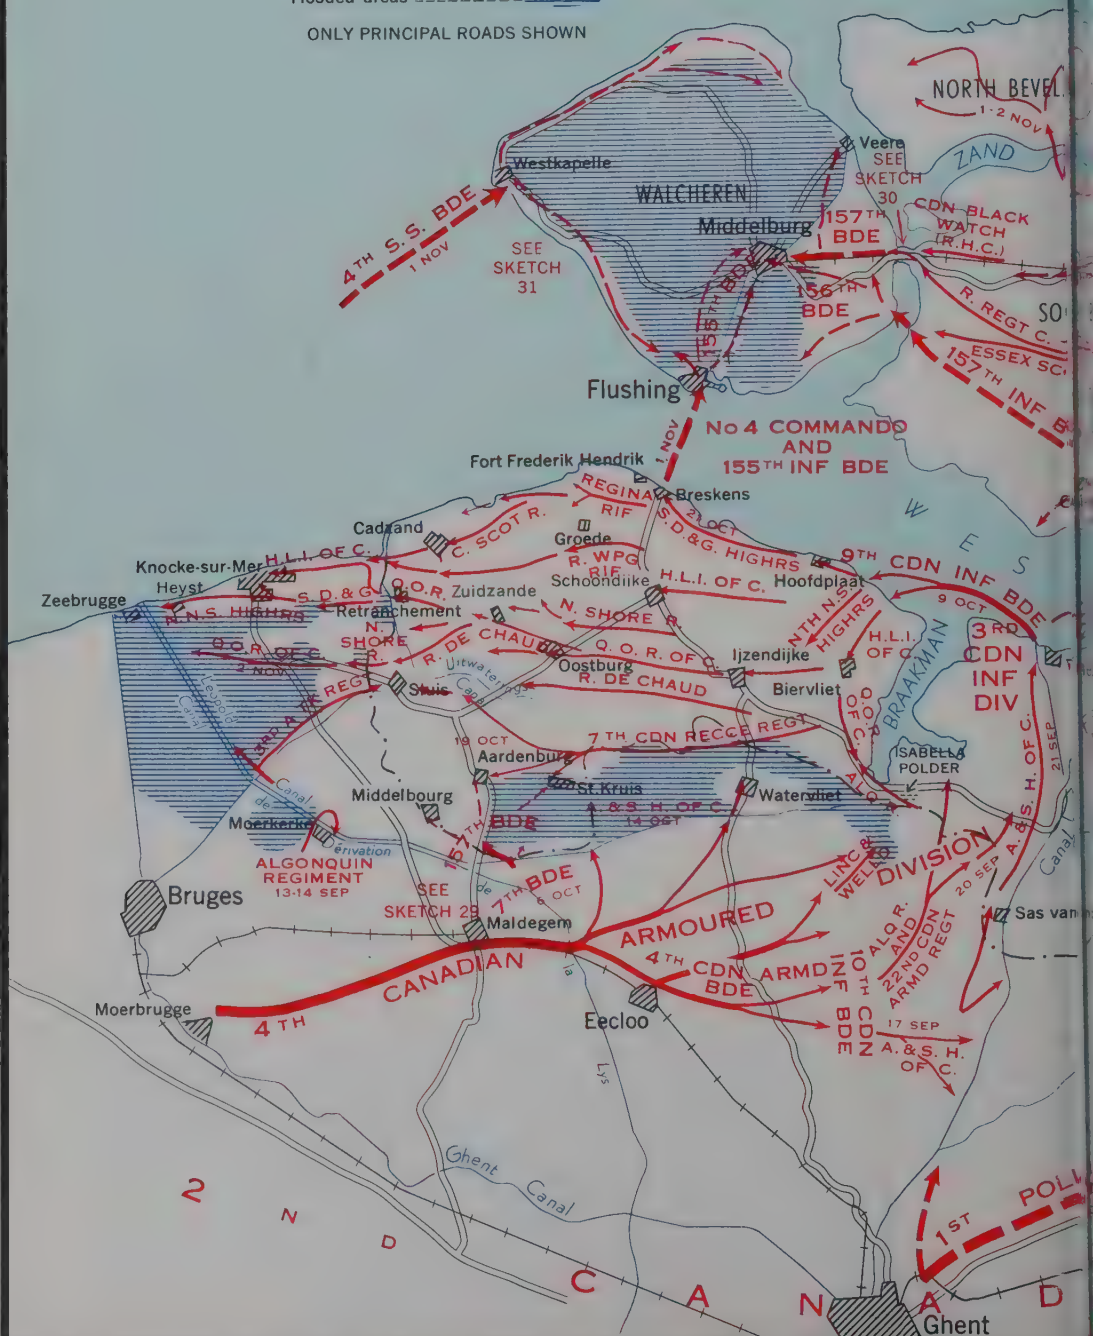 Flooded areas
ONLY PRINCIPAL ROADS SHOWN
NORTH BEVEL
1-2 NOV
ZAND
Veere
SEE
SKETCH
30
Westkapelle
WALCHEREN
CDN BLACK
WATCH
(R.H.C.)
157TH
BDE
Middelburg
4TH S.S. BDE
1 NOV
SEE
SKETCH
31
155TH BDE
156TH
BDE
R. REGT C.
SO
ESSEX SC
157TH INF B
Flushing
1 NOV
No 4 COMMANDO
AND
155TH INF BDE
Fort Frederik Hendrik
Breskens
REGINA
RIF
S.D.&G. HIGHRS
21 OCT
W
E
S
Cadzand
C. SCOT R.
Groede
R. WPG
RIF
Knocke-sur-Mer
H.L.I. OF C.
Heyst
Zeebrugge
S.D.&G
N.N.S. HIGHRS
Q.O.R.
Retranchement
Zuidzande
Schoondijke
H.L.I. OF C.
Hoofdplaat
9TH CDN INF BDE
9 OCT
N. SHORE R.
N.
SHORE
R.
R. DE CHAUD
NTH N.S.
HIGHRS
H.L.I.
OF C.
BRAAKMAN
3RD
CDN
INF
DIV
Q.O.R. OF C.
2 NOV
Uitwaterings
Canal
Oostburg
Q.O.R. OF C.
R. DE CHAUD
Ijzendijke
Biervliet
Q.O.R.
OF C.
Leopold
Canal
Sluis
3RD A TK REGT
19 OCT
7TH CDN RECCE REGT
Aardenburg
ISABELLA
POLDER
ALQ R.
A. & S. H. OF C.
21 SEP
Middelbourg
St. Kruis
A. & S. H. OF C.
14 OCT
Watervliet
Canal
de
Dérivation
Moerkerke
157TH
BDE
ALGONQUIN
REGIMENT
13-14 SEP
Bruges
SEE
SKETCH 29
de
7TH BDE
6 OCT
LINC &
WELL
DIVISION
20 SEP
Canal
Sas van
Maldegem
ARMOURED
CANADIAN
4TH
la
4TH CDN ARMD
BDE
10TH CDN
INF BDE
ALQ R.
AND
22ND CDN
ARMD REGT
Moerbrugge
Eecloo
17 SEP
A. & S. H.
OF C.
Lys
Ghent
Canal
2
N
D
1ST POLI
C A N A D
Ghent